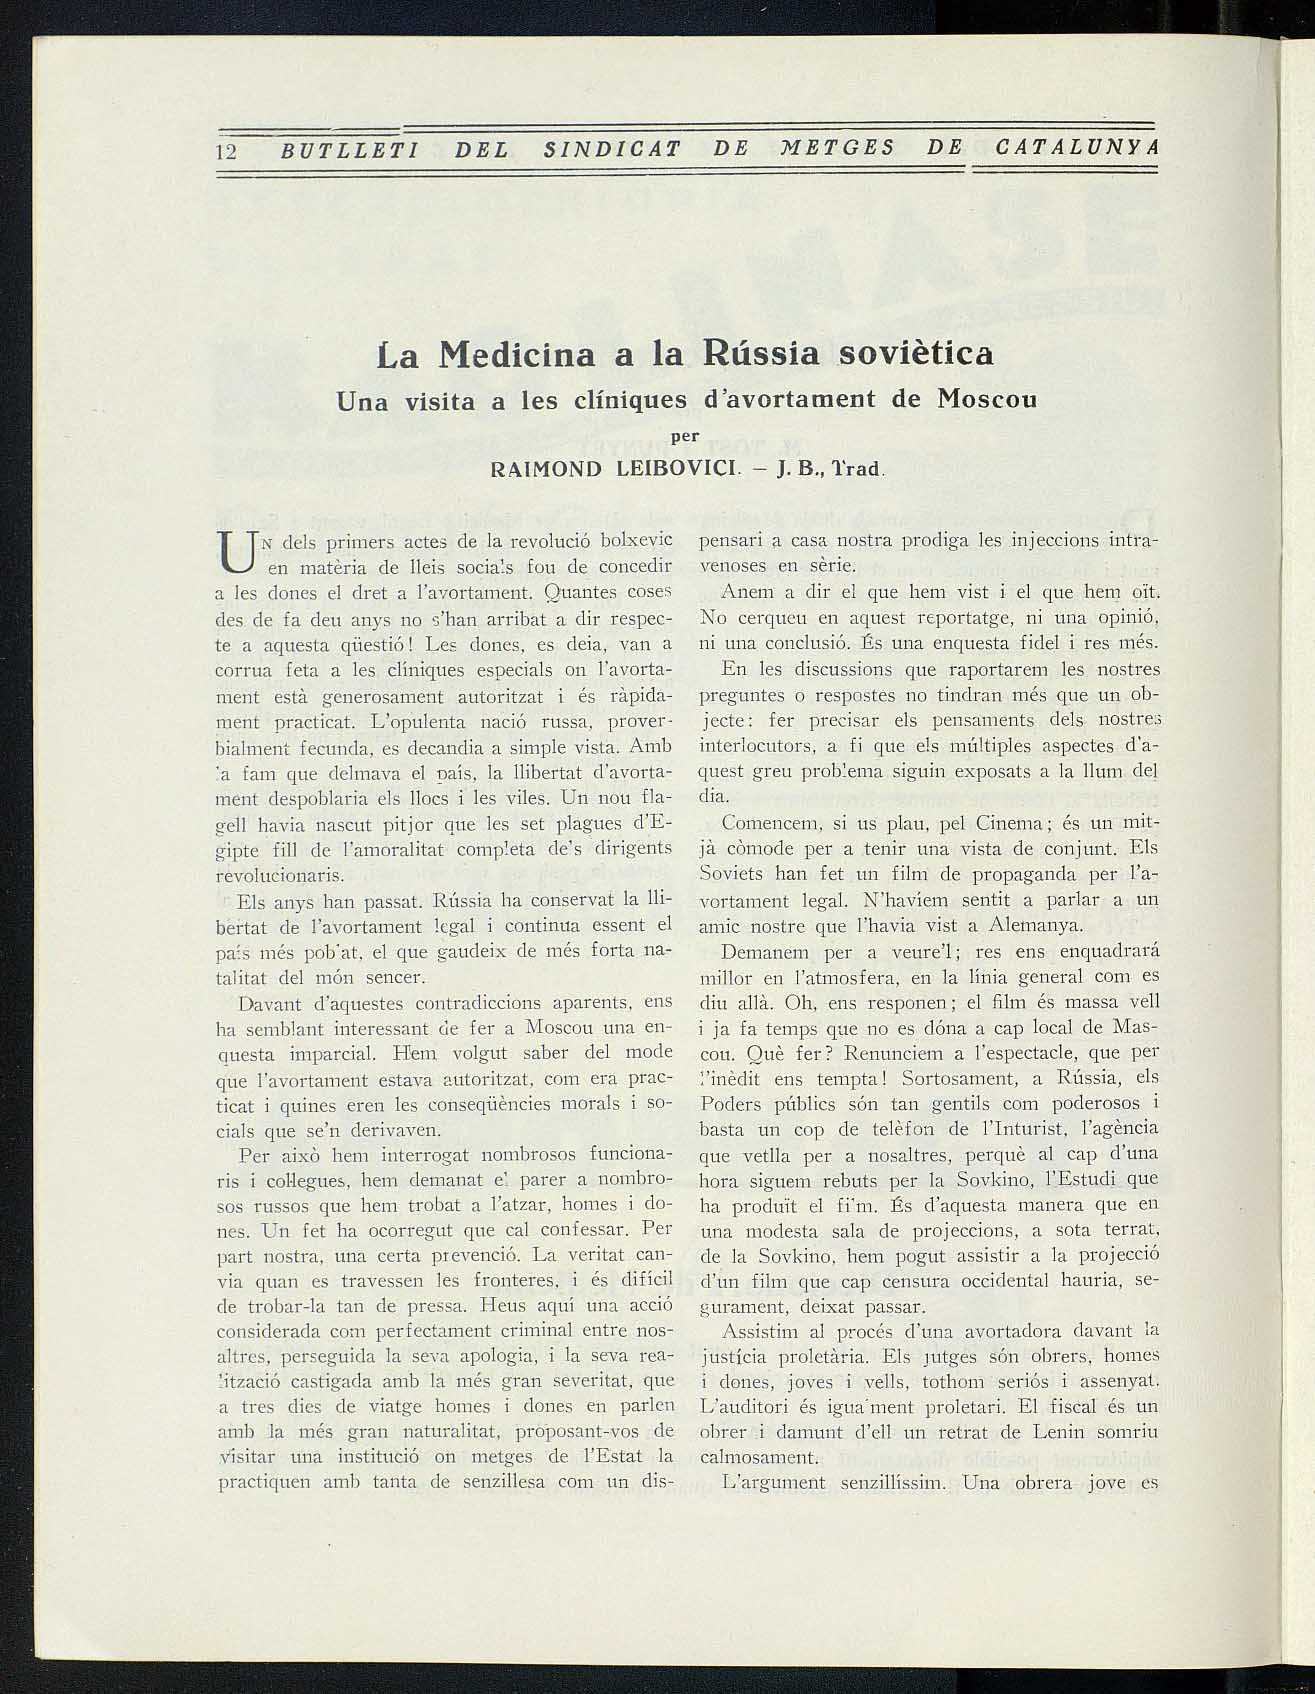 12 BUTLLETI DEL SINDICAT DE METGES DE CATALUNYA
La Medicina a la Rússia soviètica
Una visita a les clíniques d'avortament de Moscou
per
RAIMOND LEIBOVICI. — J. B., Trad.
UN dels primers actes de la revolució bolxevic
en matèria de lleis socials fou de concedir
a les dones el dret a l'avortament. Quantes coses
des de fa deu anys no s'han arribat a dir respec-
te a aquesta qüestió! Les dones, es deia, van a
corrua feta a les clíniques especials on l'avorta-
ment està generosament autoritzat i és ràpida-
ment practicat. L'opulenta nació russa, prover-
bialment fecunda, es decandia a simple vista. Amb
la fam que delmava el país, la llibertat d'avorta-
ment despoblaria els llocs i les viles. Un nou fla-
gell havia nascut pitjor que les set plagues d'E-
gipte fill de l'amoralitat completa de's dirigents
revolucionaris.
Els anys han passat. Rússia ha conservat la lli-
bertat de l'avortament legal i continua essent el
país més pob'at, el que gaudeix de més forta na-
talitat del món sencer.
Davant d'aquestes contradiccions aparents, ens
ha semblant interessant de fer a Moscou una en-
questa imparcial. Hem volgut saber del mode
que l'avortament estava autoritzat, com era prac-
ticat i quines eren les conseqüències morals i so-
cials que se'n derivaven.
Per això hem interrogat nombrosos funciona-
ris i col·legues, hem demanat el parer a nombro-
sos russos que hem trobat a l'atzar, homes i do-
nes. Un fet ha ocorregut que cal confessar. Per
part nostra, una certa prevenció. La veritat can-
via quan es travessen les fronteres, i és difícil
de trobar-la tan de pressa. Heus aquí una acció
considerada com perfectament criminal entre nos-
altres, perseguida la seva apologia, i la seva rea-
lització castigada amb la més gran severitat, que
a tres dies de viatge homes i dones en parlen
amb la més gran naturalitat, proposant-vos de
visitar una institució on metges de l'Estat la
practiquen amb tanta de senzillesa com un dis-
pensari a casa nostra prodiga les injeccions intra-
venoses en sèrie.
Anem a dir el que hem vist i el que hem oït.
No cerqueu en aquest reportatge, ni una opinió,
ni una conclusió. És una enquesta fidel i res més.
En les discussions que raportarem les nostres
preguntes o respostes no tindran més que un ob-
jecte: fer precisar els pensaments dels nostres
interlocutors, a fi que els múltiples aspectes d'a-
quest greu problema siguin exposats a la llum del
dia.
Comencem, si us plau, pel Cinema; és un mit-
jà còmode per a tenir una vista de conjunt. Els
Soviets han fet un film de propaganda per l'a-
vortament legal. N'havíem sentit a parlar a un
amic nostre que l'havia vist a Alemanya.
Demanem per a veure'l; res ens enquadrará
millor en l'atmosfera, en la línia general com es
diu allà. Oh, ens responen; el film és massa vell
i ja fa temps que no es dóna a cap local de Mas-
cou. Què fer? Renunciem a l'espectacle, que per
l'inèdit ens tempta! Sortosament, a Rússia, els
Poders públics són tan gentils com poderosos i
basta un cop de telèfon de l'Inturist, l'agència
que vetlla per a nosaltres, perquè al cap d'una
hora siguem rebuts per la Sovkino, l'Estudi que
ha produït el fi'm. És d'aquesta manera que en
una modesta sala de projeccions, a sota terrat,
de la Sovkino, hem pogut assistir a la projecció
d'un film que cap censura occidental hauria, se-
gurament, deixat passar.
Assistim al procés d'una avortadora davant la
justícia proletària. Els jutges són obrers, homes
i dones, joves i vells, tothom seriós i assenyat.
L'auditori és igua'ment proletari. El fiscal és un
obrer i damunt d'ell un retrat de Lenin somriu
calmosament.
L'argument senzillíssim. Una obrera jove es